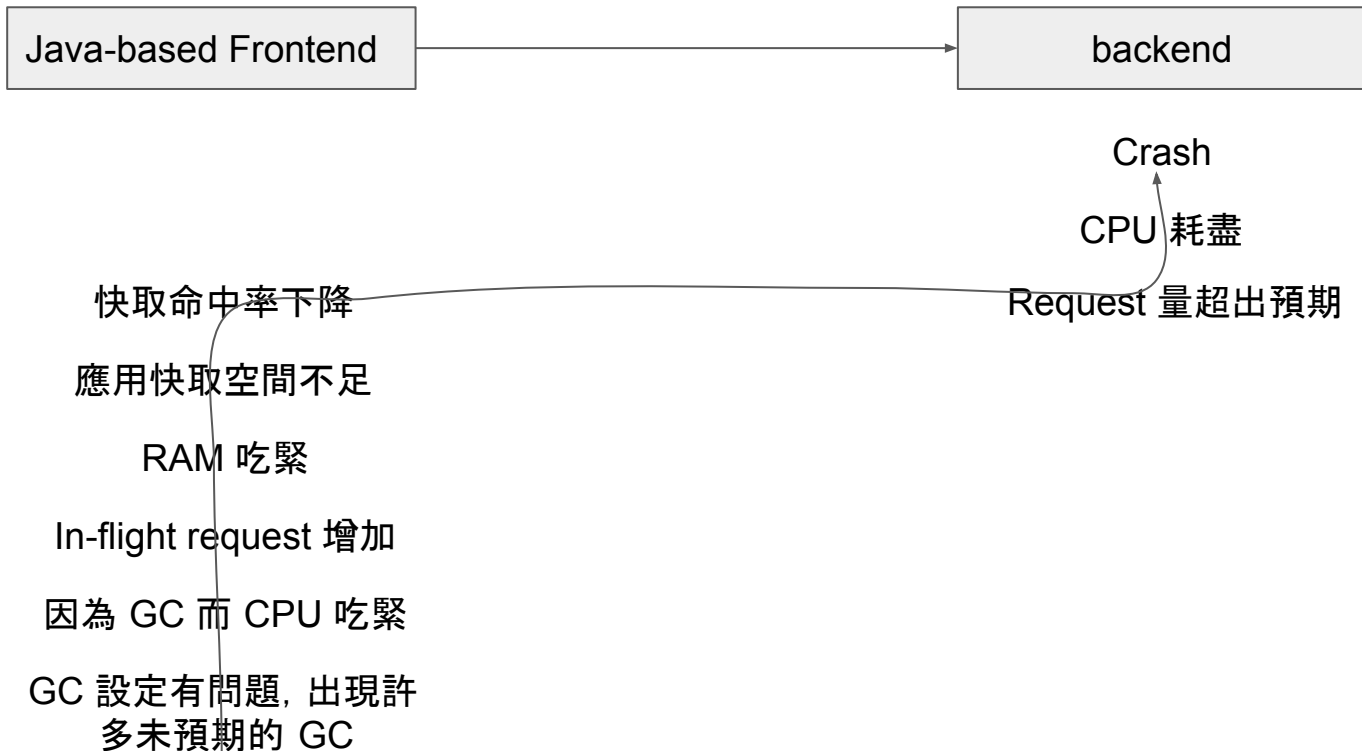 Java-based Frontend
backend
Crash
CPU 耗盡
快取命中率下降
Request 量超出預期
應用快取空間不足
RAM 吃緊
In-flight request 增加
因為 GC 而 CPU 吃緊
GC 設定有問題, 出現許
多未預期的 GC